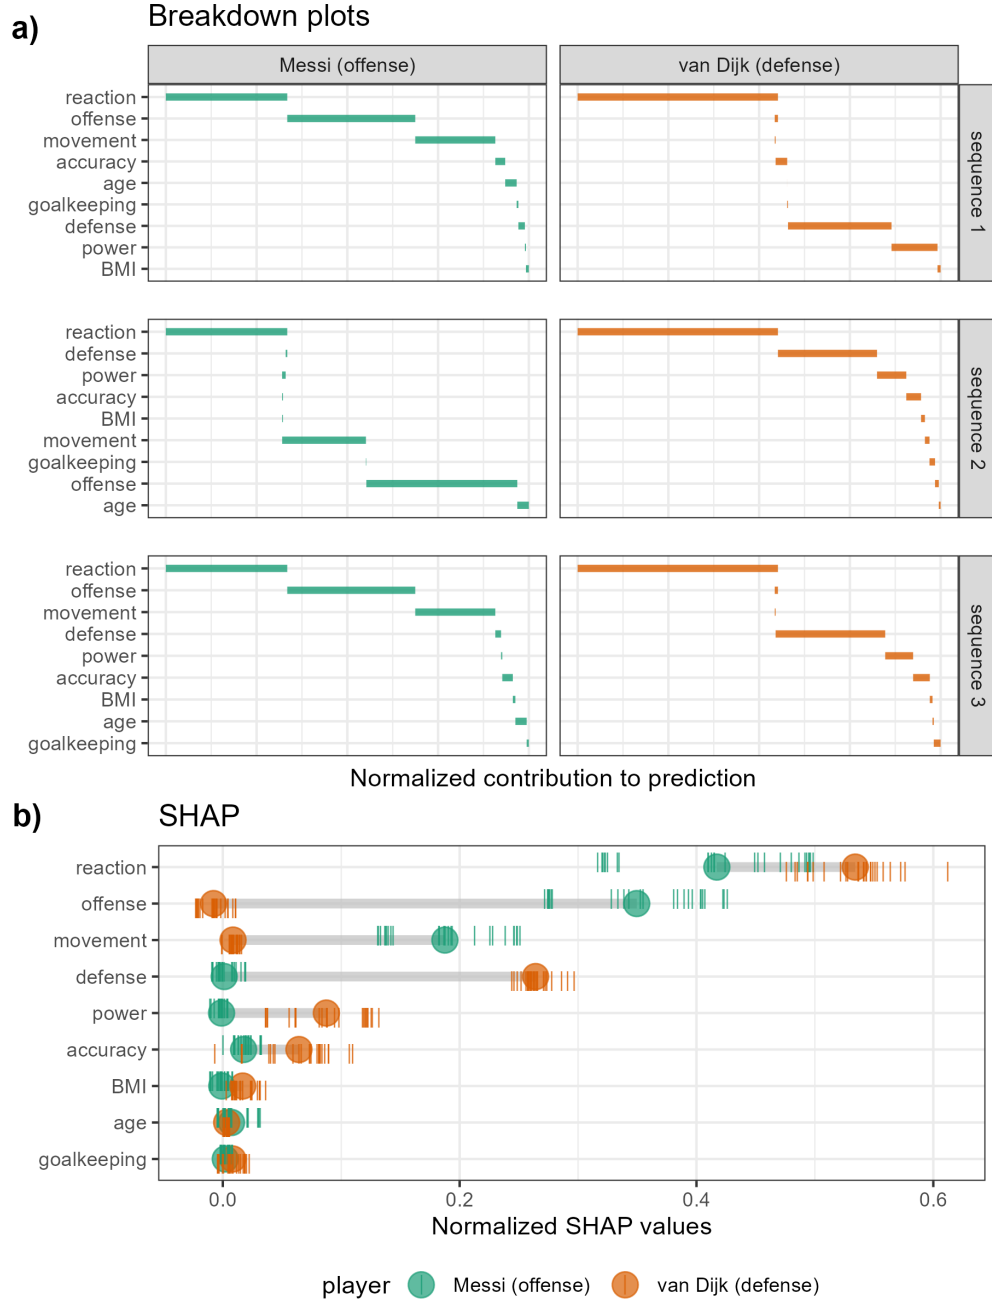 a)
Breakdown plots
Messi (offense)
van Dijk (defense)
reaction
offense
movement
accuracy
age
goalkeeping
defense
power
BMI
sequence 1
reaction
defense
power
accuracy
BMI
movement
goalkeeping
offense
age
sequence 2
reaction
offense
movement
defense
power
accuracy
BMI
age
goalkeeping
sequence 3
Normalized contribution to prediction
b)
SHAP
reaction
offense
movement
defense
power
accuracy
BMI
age
goalkeeping
0.0 0.2 0.4 0.6
Normalized SHAP values
player Messi (offense) van Dijk (defense)